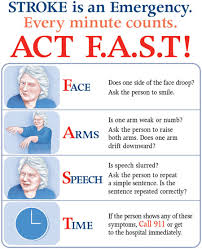 STROKE is an Emergency.
Every minute counts.
ACT F.A.S.T!
FACE
Does one side of the face droop?
Ask the person to smile.
ARMS
Is one arm weak or numb?
Ask the person to raise
both arms. Does one arm
drift downward?
SPEECH
Is speech slurred?
Ask the person to repeat
a simple sentence. Is the
sentence repeated correctly?
TIME
If the person shows any of these
symptoms, Call 911 or get to
the hospital immediately.